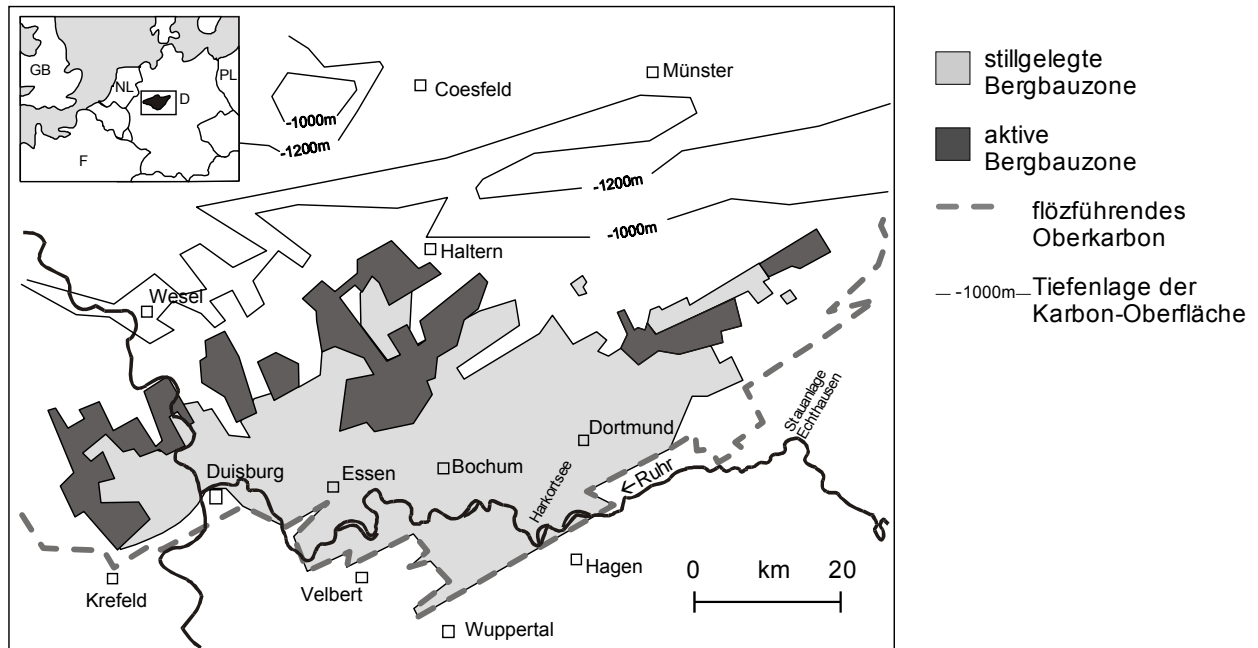 GB
NL
PL
D
F
-1000m
-1200m
Coesfeld
Münster
-1200m
-1000m
Haltern
Wesel
Stauanlage
Echthausen
Dortmund
Duisburg
Essen
Bochum
Harkortsee
←Ruhr
Krefeld
Velbert
Hagen
Wuppertal
0 km 20
stillgelegte
Bergbauzone
aktive
Bergbauzone
flözführendes
Oberkarbon
-1000m Tiefenlage der
Karbon-Oberfläche